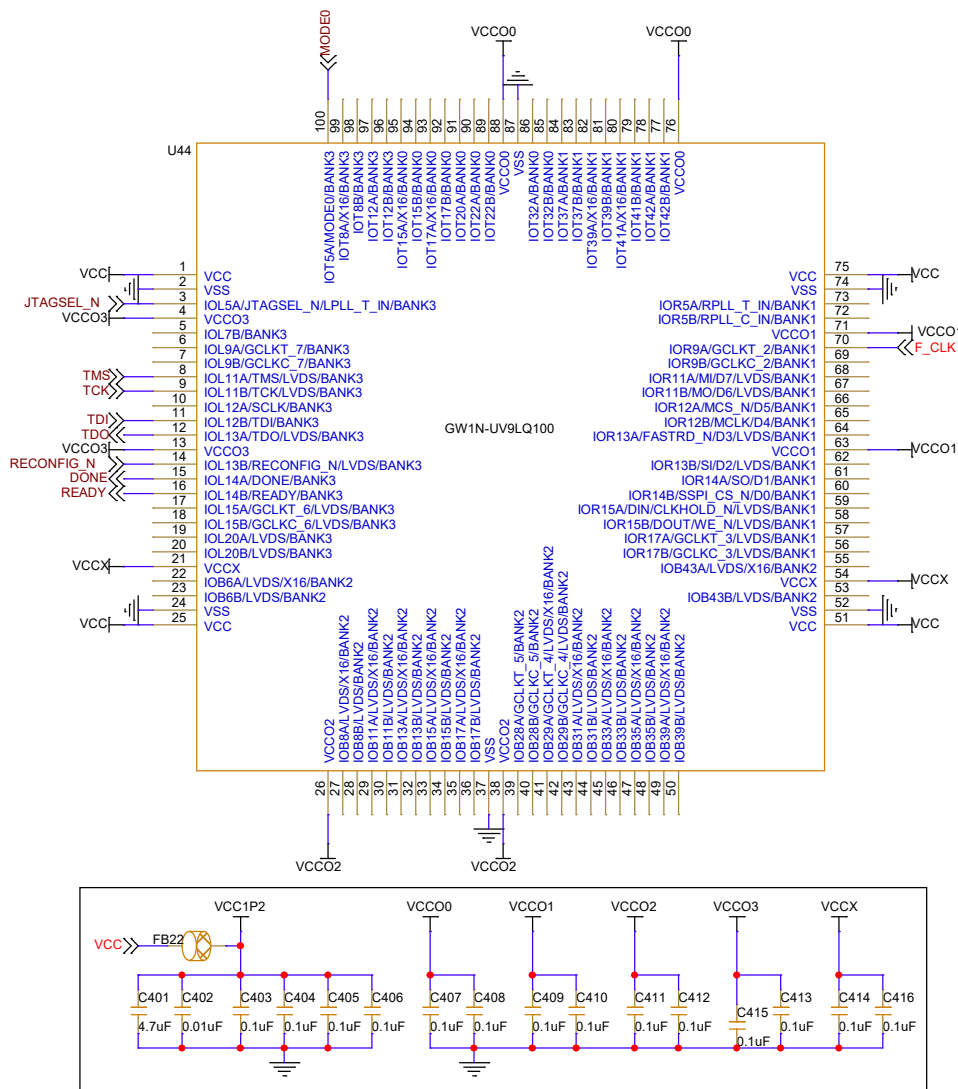 MODE0
VCCO0
VCCO0
100
99
98
97
96
95
94
93
92
91
90
89
88
87
86
85
84
83
82
81
80
79
78
77
76
U44
IOT5A/MODE0/BANK3
IOT8A/X16/BANK3
IOT8B/BANK3
IOT12A/BANK3
IOT12B/BANK3
IOT15A/X16/BANK0
IOT15B/BANK0
IOT17A/X16/BANK0
IOT17B/BANK0
IOT20A/BANK0
IOT22A/BANK0
IOT22B/BANK0
VCCO0
VSS
IOT32A/BANK0
IOT32B/BANK0
IOT37A/BANK1
IOT37B/BANK1
IOT39A/X16/BANK1
IOT39B/BANK1
IOT41A/X16/BANK1
IOT41B/BANK1
IOT42A/BANK1
IOT42B/BANK1
VCCO0
VCC 1 VCC
2 VSS
JTAGSEL_N 3 IOL5A/JTAGSEL_N/LPLL_T_IN/BANK3
VCCO3 4 VCCO3
5 IOL7B/BANK3
6 IOL9A/GCLKT_7/BANK3
7 IOL9B/GCLKC_7/BANK3
TMS 8 IOL11A/TMS/LVDS/BANK3
TCK 9 IOL11B/TCK/LVDS/BANK3
10 IOL12A/SCLK/BANK3
TDI 11 IOL12B/TDI/BANK3
TDO 12 IOL13A/TDO/LVDS/BANK3
VCCO3 13 VCCO3
RECONFIG_N 14 IOL13B/RECONFIG_N/LVDS/BANK3
DONE 15 IOL14A/DONE/BANK3
READY 16 IOL14B/READY/BANK3
17 IOL15A/GCLKT_6/LVDS/BANK3
18 IOL15B/GCLKC_6/LVDS/BANK3
19 IOL20A/LVDS/BANK3
20 IOL20B/LVDS/BANK3
VCCX 21 VCCX
22 IOB6A/LVDS/X16/BANK2
23 IOB6B/LVDS/BANK2
24 VSS
VCC 25 VCC
GW1N-UV9LQ100
VCC 75 VCC
VSS 74
IOR5A/RPLL_T_IN/BANK1 73
IOR5B/RPLL_C_IN/BANK1 72
VCCO1 71 VCCO1
IOR9A/GCLKT_2/BANK1 70 F_CLK
IOR9B/GCLKC_2/BANK1 69
IOR11A/MI/D7/LVDS/BANK1 68
IOR11B/MO/D6/LVDS/BANK1 67
IOR12A/MCS_N/D5/BANK1 66
IOR12B/MCLK/D4/BANK1 65
IOR13A/FASTRD_N/D3/LVDS/BANK1 64
VCCO1 63 VCCO1
IOR13B/SI/D2/LVDS/BANK1 62
IOR14A/SO/D1/BANK1 61
IOR14B/SSPI_CS_N/D0/BANK1 60
IOR15A/DIN/CLKHOLD_N/LVDS/BANK1 59
IOR15B/DOUT/WE_N/LVDS/BANK1 58
IOR17A/GCLKT_3/LVDS/BANK1 57
IOR17B/GCLKC_3/LVDS/BANK1 56
IOB43A/LVDS/X16/BANK2 55
VCCX 54 VCCX
IOB43B/LVDS/BANK2 53
VSS 52
VCC 51 VCC
VCCO2
IOB8A/LVDS/X16/BANK2
IOB8B/LVDS/BANK2
IOB11A/LVDS/X16/BANK2
IOB11B/LVDS/BANK2
IOB13A/LVDS/X16/BANK2
IOB13B/LVDS/BANK2
IOB15A/LVDS/X16/BANK2
IOB15B/LVDS/BANK2
IOB17A/LVDS/X16/BANK2
IOB17B/LVDS/BANK2
VSS
VCCO2
IOB28A/GCLKT_5/BANK2
IOB28B/GCLKC_5/BANK2
IOB29A/GCLKT_4/LVDS/X16/BANK2
IOB29B/GCLKC_4/LVDS/BANK2
IOB31A/LVDS/X16/BANK2
IOB31B/LVDS/BANK2
IOB33A/LVDS/X16/BANK2
IOB33B/LVDS/BANK2
IOB35A/LVDS/X16/BANK2
IOB35B/LVDS/BANK2
IOB39A/LVDS/X16/BANK2
IOB39B/LVDS/BANK2
26
27
28
29
30
31
32
33
34
35
36
37
38
39
40
41
42
43
44
45
46
47
48
49
50
VCCO2
VCCO2
VCC1P2 VCCO0 VCCO1 VCCO2 VCCO3 VCCX
VCC FB22
C401 C402 C403 C404 C405 C406 C407 C408 C409 C410 C411 C412 C415 C413 C414 C416
4.7uF 0.01uF 0.1uF 0.1uF 0.1uF 0.1uF 0.1uF 0.1uF 0.1uF 0.1uF 0.1uF 0.1uF 0.1uF 0.1uF 0.1uF 0.1uF